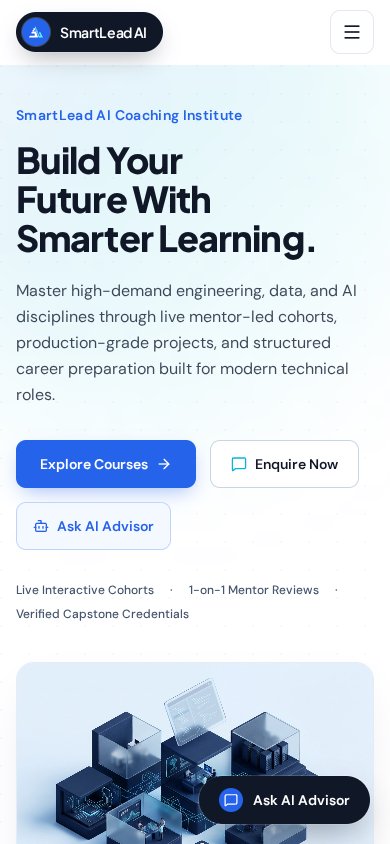 SmartLead AI
SmartLead AI Coaching Institute
Build Your
Future With
Smarter Learning.
Master high-demand engineering, data, and AI
disciplines through live mentor-led cohorts,
production-grade projects, and structured
career preparation built for modern technical
roles.
Explore Courses
Enquire Now
Ask AI Advisor
Live Interactive Cohorts · 1-on-1 Mentor Reviews ·
Verified Capstone Credentials
Ask AI Advisor